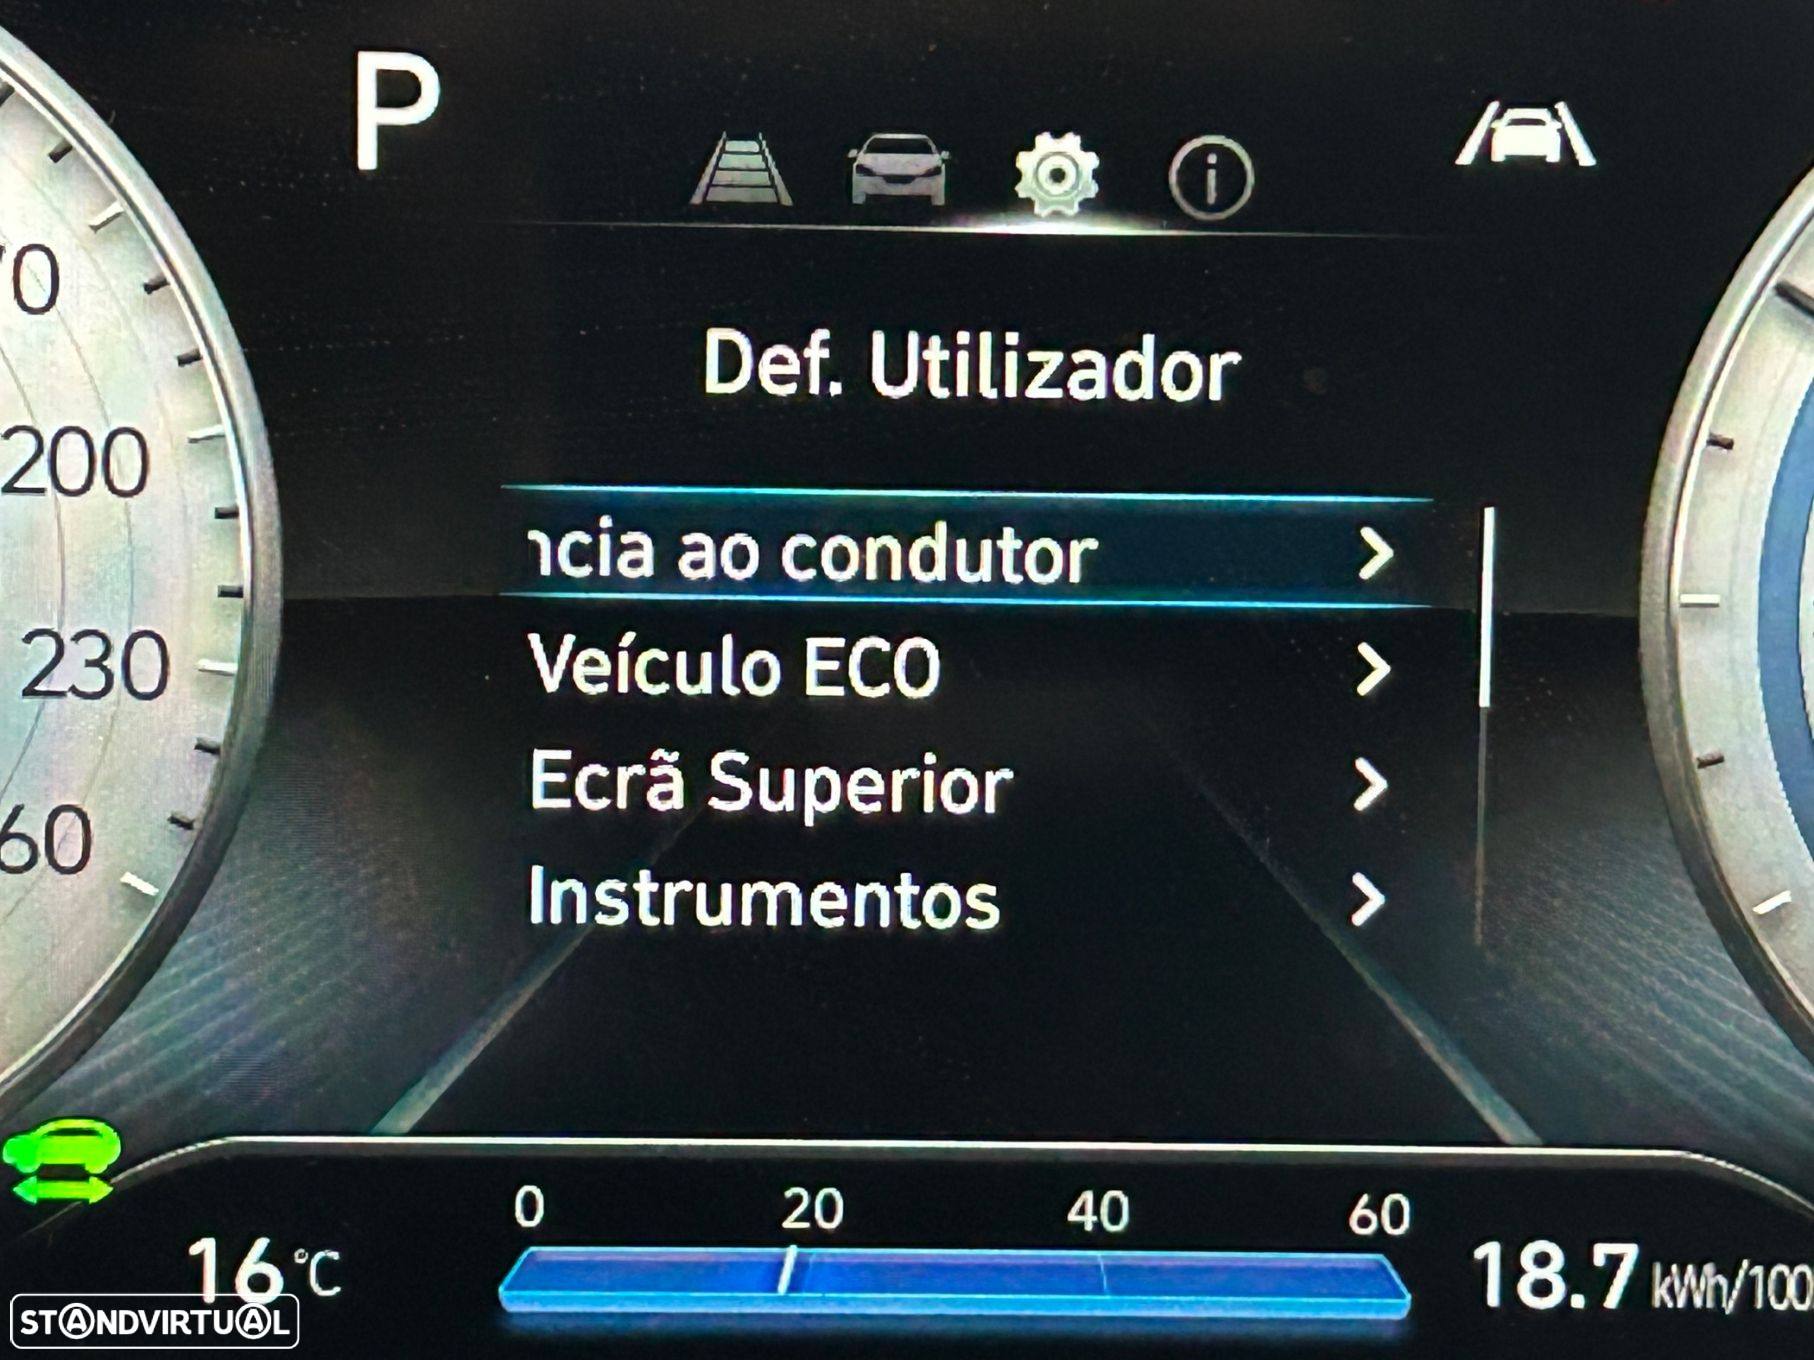 P
i
Def. Utilizador
ncia ao condutor
Veículo ECO
Ecrã Superior
Instrumentos
200
230
0 20 40 60
16 °C
18.7 kWh/100
STANDVIRTUAL